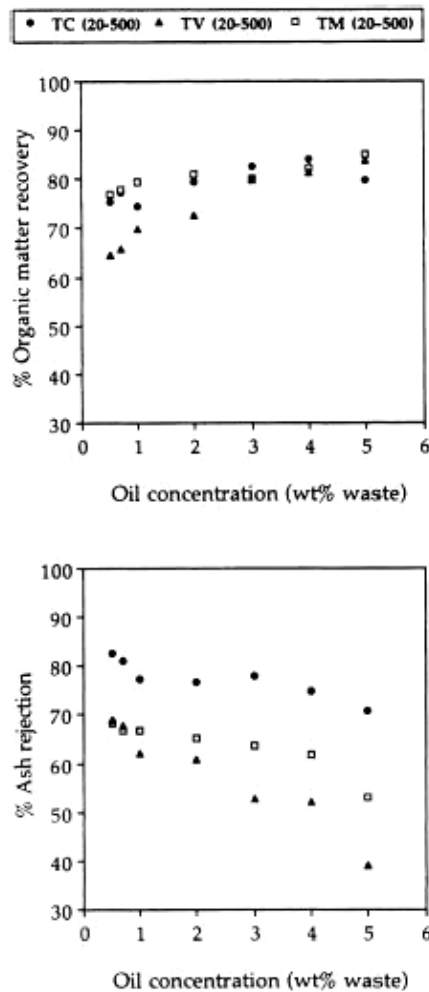 TC (20-500) TV (20-500) TM (20-500)
100
90
80
70
60
50
40
30
% Organic matter recovery
0 1 2 3 4 5 6
Oil concentration (wt% waste)
100
90
80
70
60
50
40
30
% Ash rejection
0 1 2 3 4 5 6
Oil concentration (wt% waste)